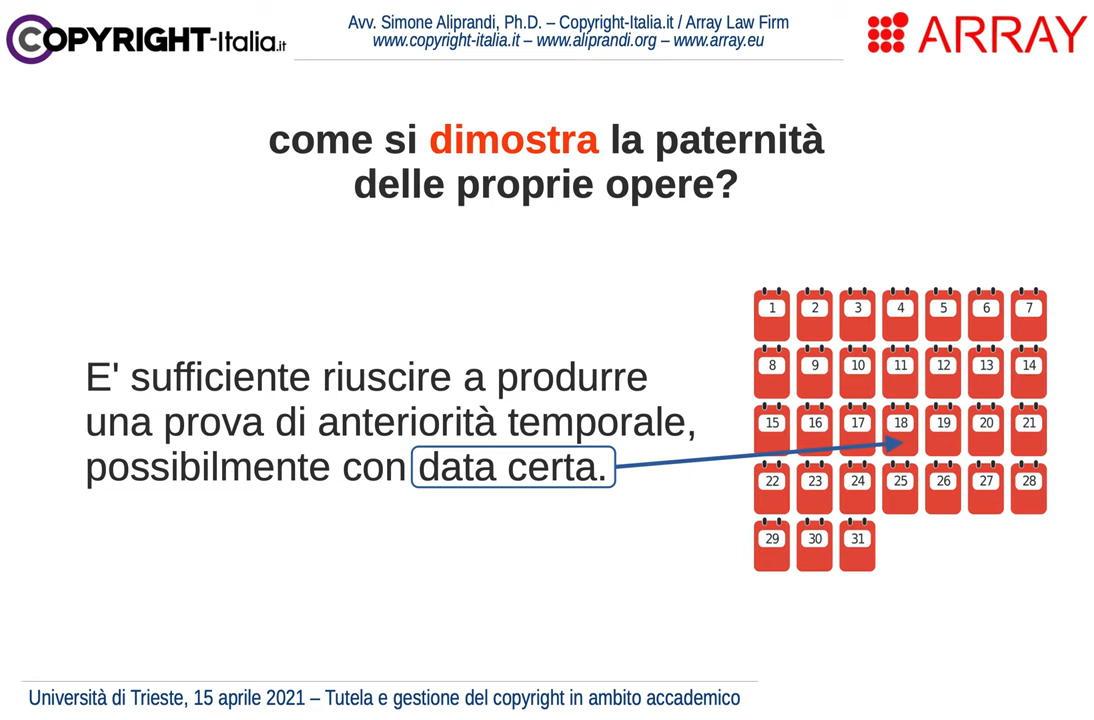 COPYRIGHT-Italia.it
Avv. Simone Aliprandi, Ph.D. – Copyright-Italia.it / Array Law Firm
www.copyright-italia.it – www.aliprandi.org – www.array.eu
ARRAY
come si dimostra la paternità
delle proprie opere?
E' sufficiente riuscire a produrre
una prova di anteriorità temporale,
possibilmente con data certa.
1 2 3 4 5 6 7
8 9 10 11 12 13 14
15 16 17 18 19 20 21
22 23 24 25 26 27 28
29 30 31
Università di Trieste, 15 aprile 2021 – Tutela e gestione del copyright in ambito accademico